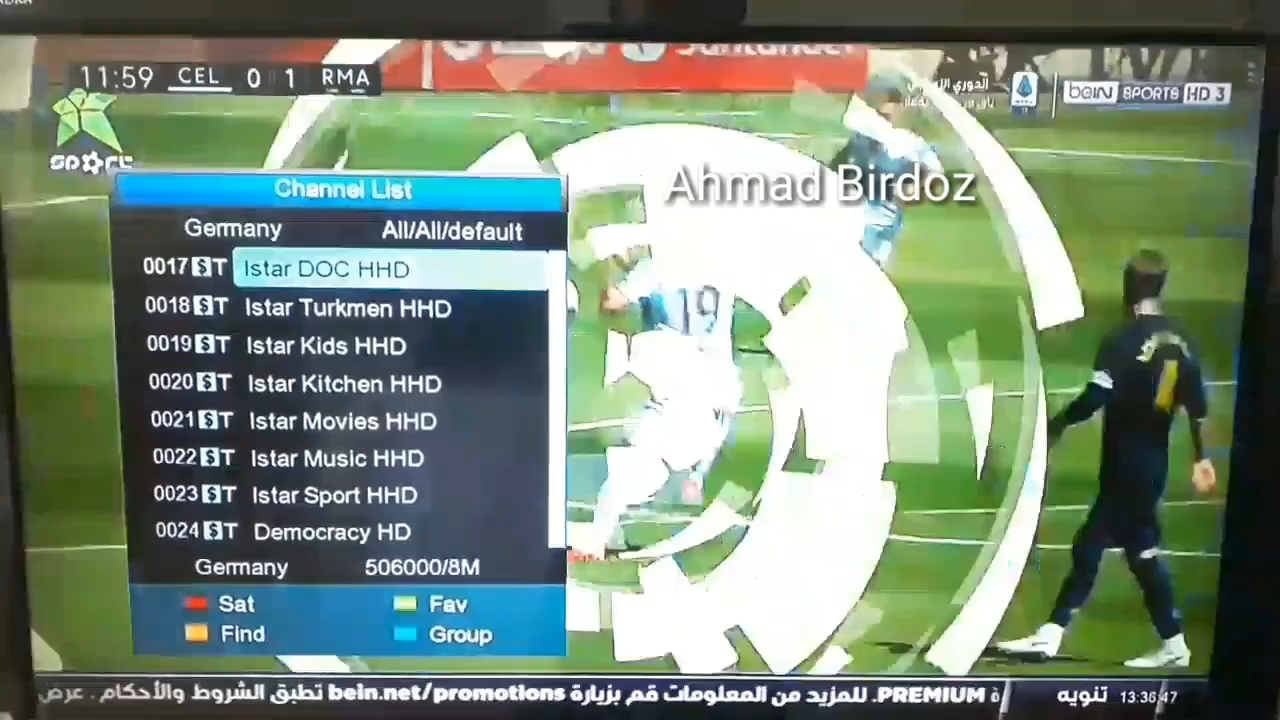 Santander
11:59 CEL 0 1 RMA
beIN SPORTS HD 3
SPORT
Ahmad Birdoz
Channel List
Germany All/All/default
0017 $T Istar DOC HHD
0018 $T Istar Turkmen HHD
0019 $T Istar Kids HHD
0020 $T Istar Kitchen HHD
0021 $T Istar Movies HHD
0022 $T Istar Music HHD
0023 $T Istar Sport HHD
0024 $T Democracy HD
Germany 506000/8M
Sat Fav
Find Group
19
1
13:36:47 تنويه
ة PREMIUM. للمزيد من المعلومات قم بزيارة bein.net/promotions تطبق الشروط والأحكام . عرض